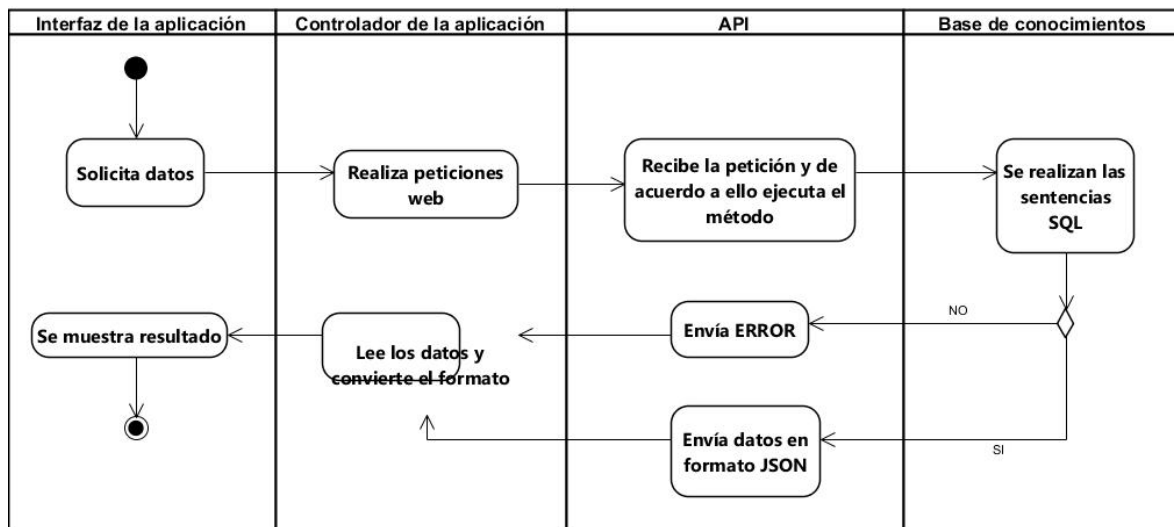 Interfaz de la aplicación
Controlador de la aplicación
API
Base de conocimientos
Solicita datos
Realiza peticiones
web
Recibe la petición y de
acuerdo a ello ejecuta el
método
Se realizan las
sentencias
SQL
Se muestra resultado
Lee los datos y
convierte el formato
Envía ERROR
NO
Envía datos en
formato JSON
SI